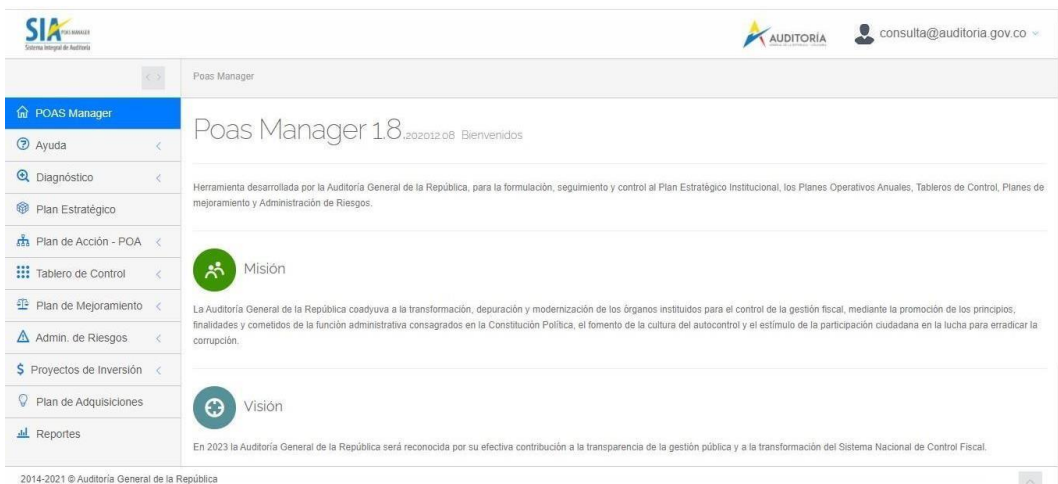 SIA POAS MANAGER
Sistema Integral de Auditoría
AUDITORÍA
consulta@auditoria.gov.co
Poas Manager
POAS Manager
Ayuda
Diagnóstico
Plan Estratégico
Plan de Acción - POA
Tablero de Control
Plan de Mejoramiento
Admin. de Riesgos
$ Proyectos de Inversión
Plan de Adquisiciones
Reportes
Poas Manager 1.8.202012.08 Bienvenidos
Herramienta desarrollada por la Auditoría General de la República, para la formulación, seguimiento y control al Plan Estratégico Institucional, los Planes Operativos Anuales, Tableros de Control, Planes de
mejoramiento y Administración de Riesgos.
Misión
La Auditoría General de la República coadyuva a la transformación, depuración y modernización de los órganos instituidos para el control de la gestión fiscal, mediante la promoción de los principios,
finalidades y cometidos de la función administrativa consagrados en la Constitución Política, el fomento de la cultura del autocontrol y el estímulo de la participación ciudadana en la lucha para erradicar la
corrupción.
Visión
En 2023 la Auditoría General de la República será reconocida por su efectiva contribución a la transparencia de la gestión pública y a la transformación del Sistema Nacional de Control Fiscal.
2014-2021 © Auditoría General de la República